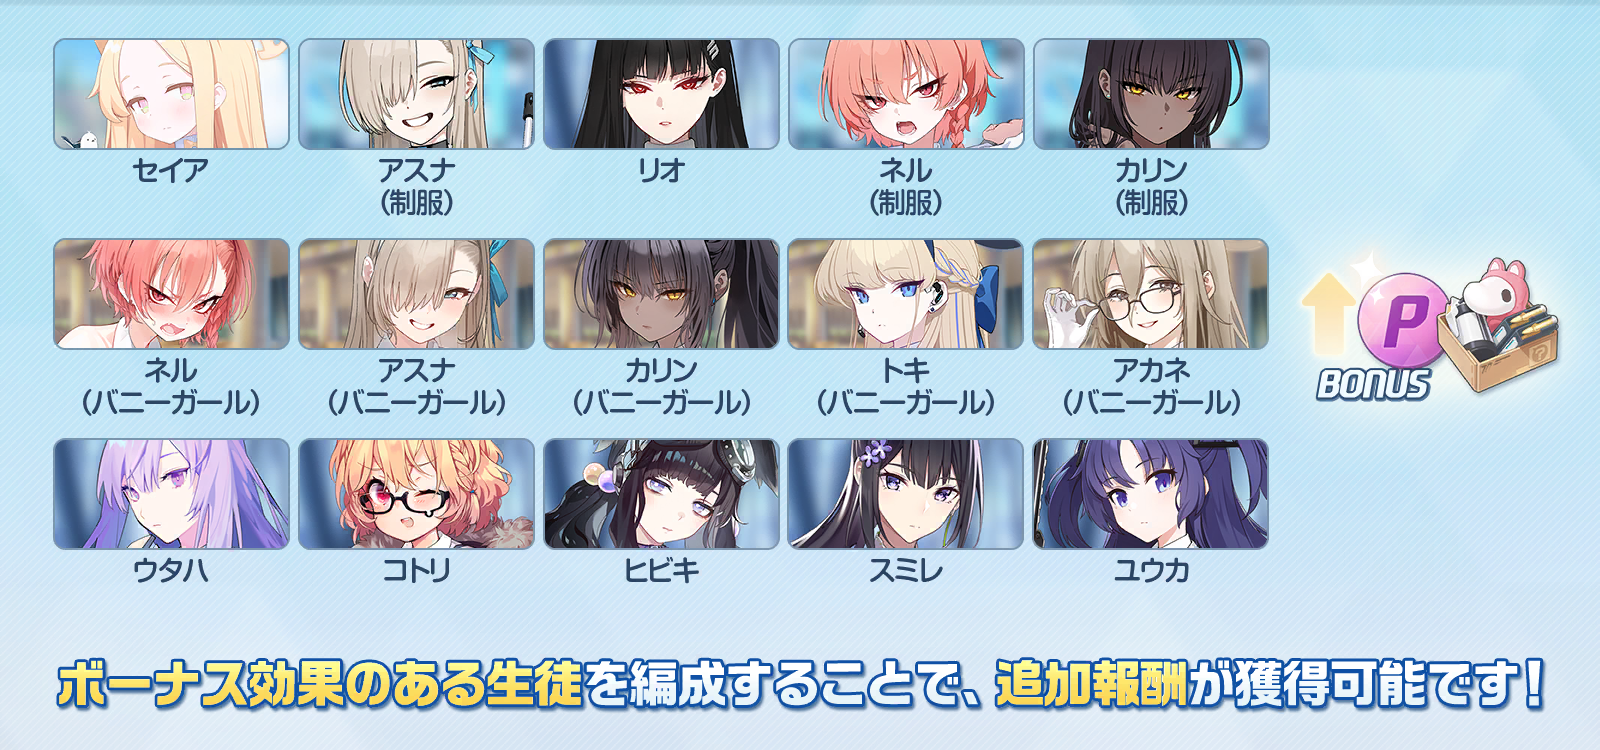 セイア
アスナ
(制服)
リオ
ネル
(制服)
カリン
(制服)
ネル
(バニーガール)
アスナ
(バニーガール)
カリン
(バニーガール)
トキ
(バニーガール)
アカネ
(バニーガール)
P
BONUS
ウタハ
コトリ
ヒビキ
スミレ
ユウカ
ボーナス効果のある生徒を編成することで、追加報酬が獲得可能です!